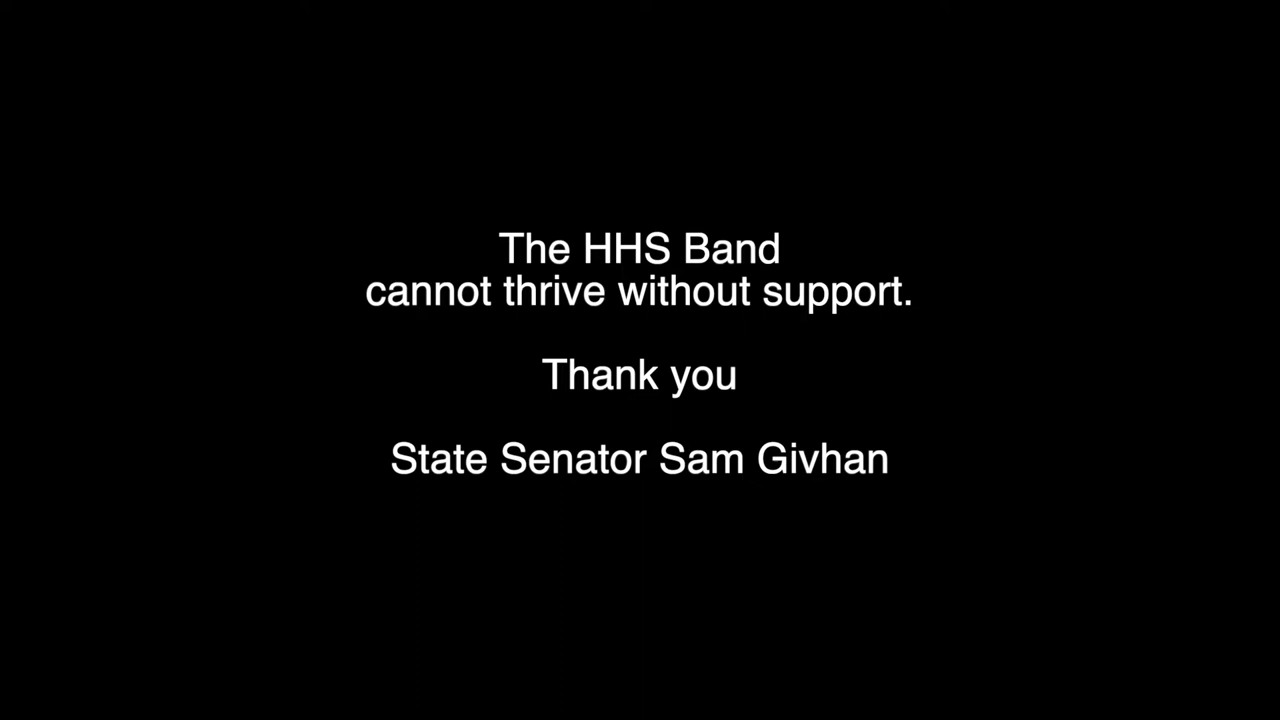 The HHS Band
cannot thrive without support.
Thank you
State Senator Sam Givhan